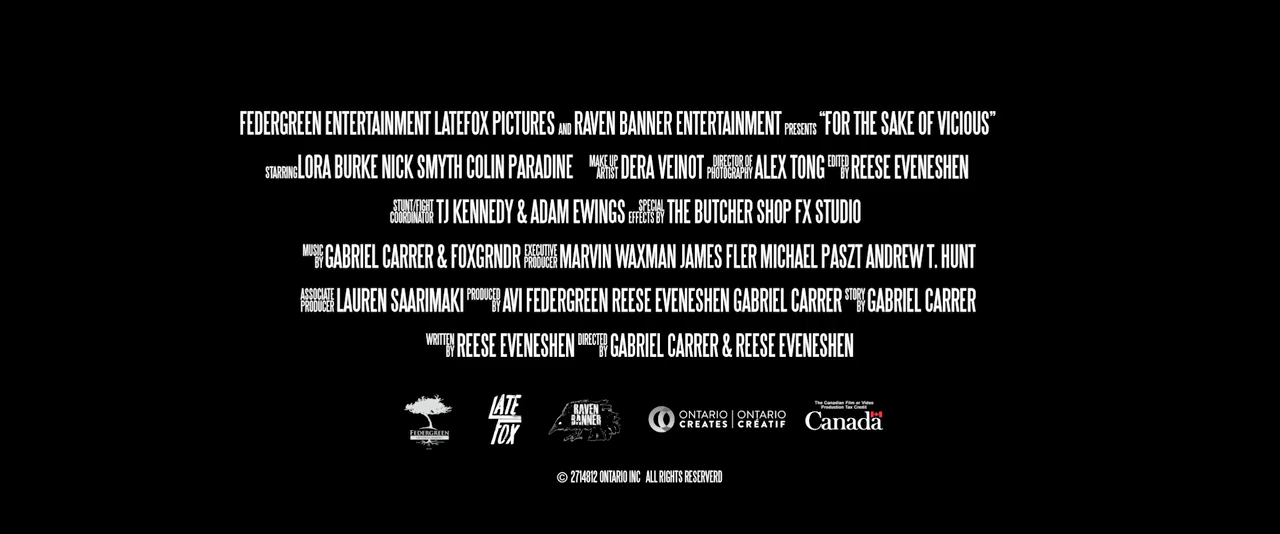 FEDERGREEN ENTERTAINMENT LATEFOX PICTURES AND RAVEN BANNER ENTERTAINMENT PRESENTS “FOR THE SAKE OF VICIOUS”
STARRING LORA BURKE NICK SMYTH COLIN PARADINE MAKE UP ARTIST DERA VEINOT DIRECTOR OF PHOTOGRAPHY ALEX TONG EDITED BY REESE EVENESHEN
STUNT/FIGHT COORDINATOR TJ KENNEDY & ADAM EWINGS SPECIAL EFFECTS BY THE BUTCHER SHOP FX STUDIO
MUSIC BY GABRIEL CARRER & FOXGRNDR EXECUTIVE PRODUCER MARVIN WAXMAN JAMES FLER MICHAEL PASZT ANDREW T. HUNT
ASSOCIATE PRODUCER LAUREN SAARIMAKI PRODUCED BY AVI FEDERGREEN REESE EVENESHEN GABRIEL CARRER STORY BY GABRIEL CARRER
WRITTEN BY REESE EVENESHEN DIRECTED BY GABRIEL CARRER & REESE EVENESHEN
FEDERGREEN
LATE
FOX
RAVEN
BANNER
ONTARIO | ONTARIO
CREATES | CRÉATIF
The Canadian Film or Video
Production Tax Credit
Canada
© 2714812 ONTARIO INC ALL RIGHTS RESERVERD